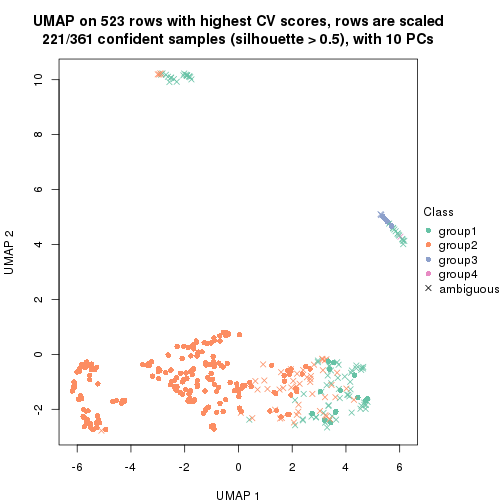 UMAP on 523 rows with highest CV scores, rows are scaled
221/361 confident samples (silhouette > 0.5), with 10 PCs
10
8
6
4
2
0
-2
UMAP 2
-6
-4
-2
0
2
4
6
UMAP 1
Class
group1
group2
group3
group4
ambiguous